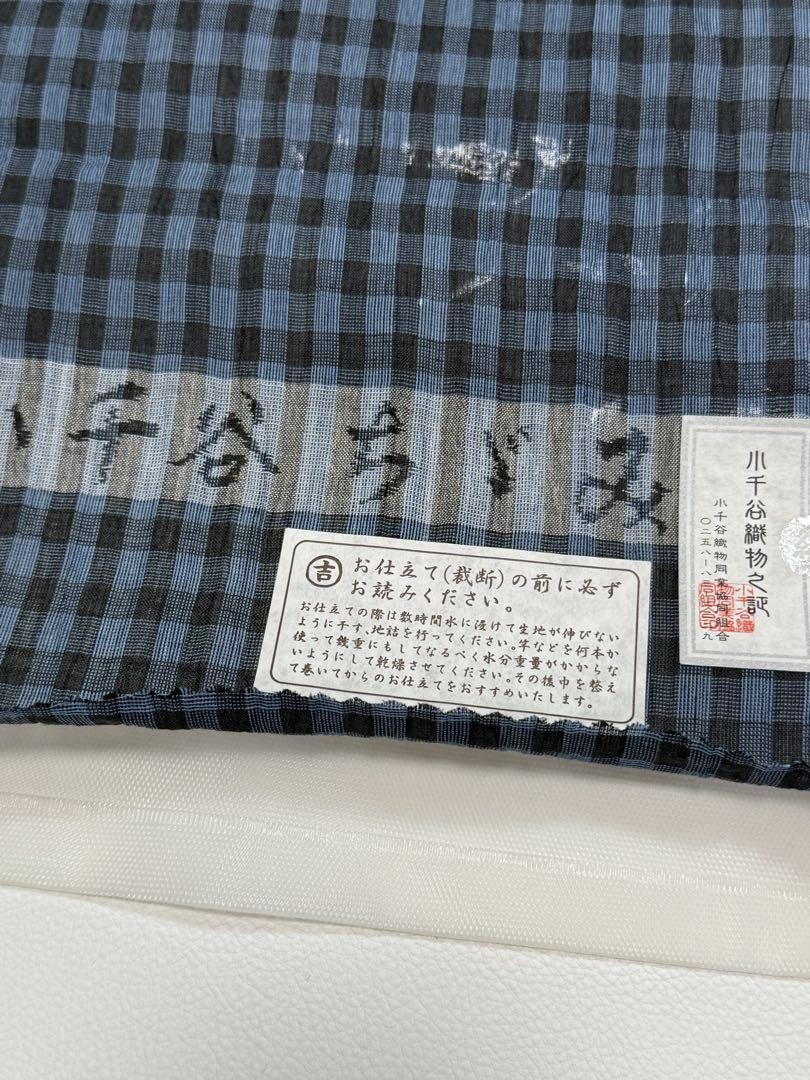 小千谷ちぢみ
吉 お仕立て(裁断)の前に必ず
お読みください。
お仕立ての際は数時間水に浸けて生地が伸びない
ように干す、地詰を行ってください。竿などを何本か
使って幾重にもしてなるべく水分重量がかからな
いようにして乾燥させてください。その後巾を整え
て巻いてからのお仕立てをおすすめいたします。
小千谷織物之証
小千谷織物同業協同組合
〇二五八-八
九